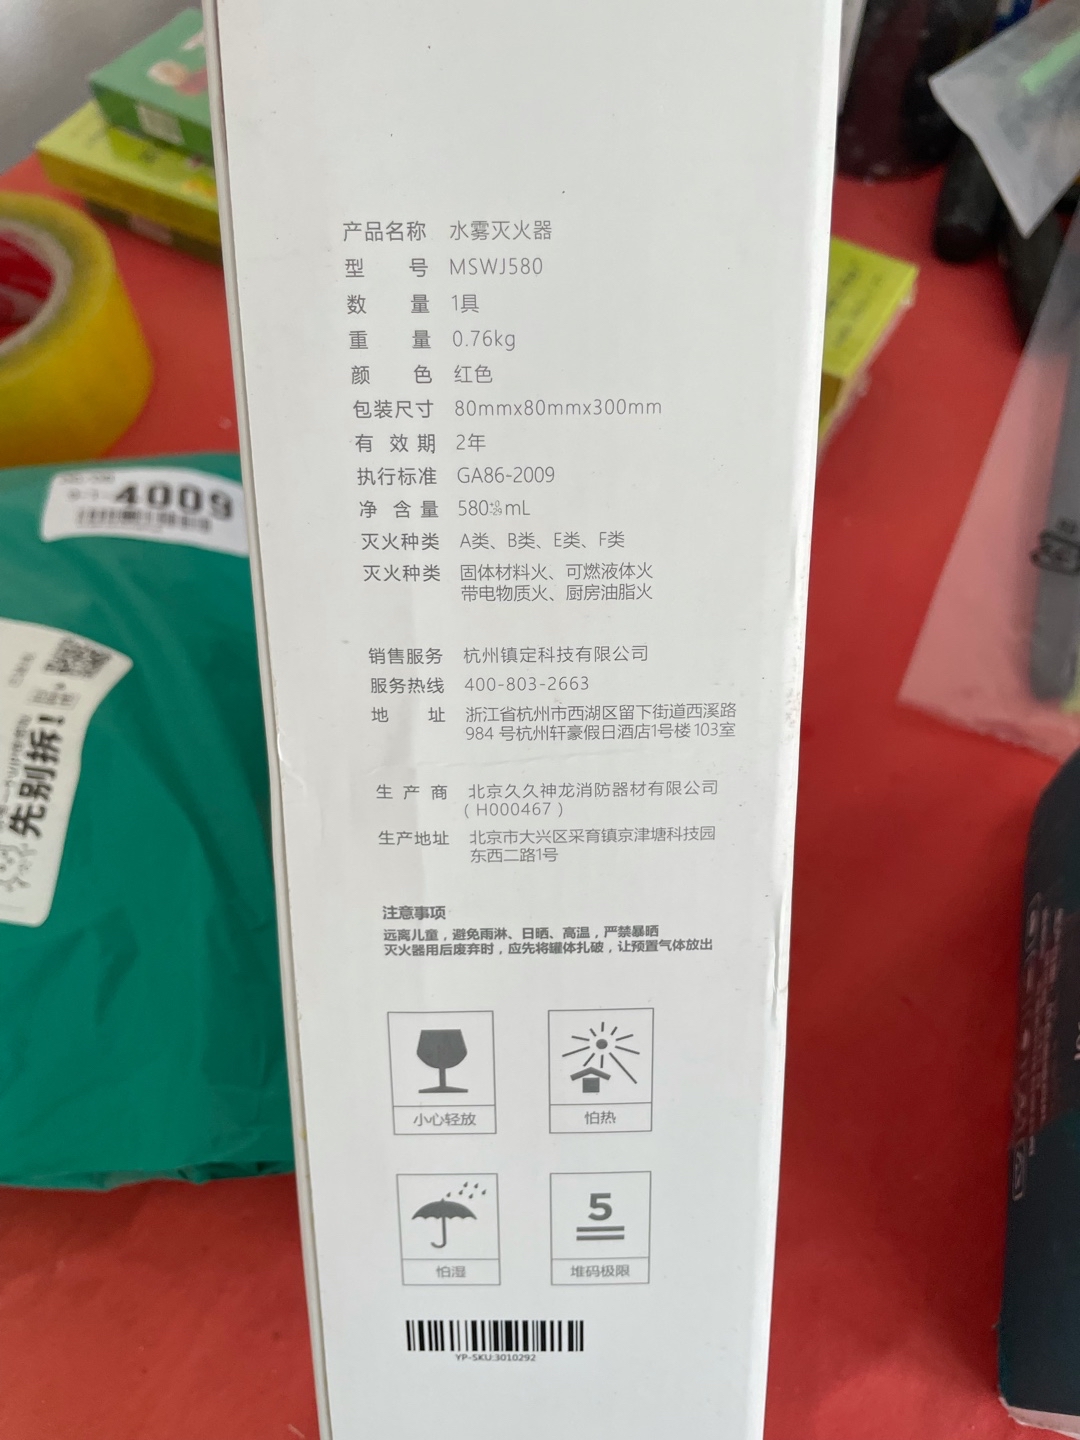 产品名称 水雾灭火器
型 号 MSWJ580
数 量 1具
重 量 0.76kg
颜 色 红色
包装尺寸 80mmx80mmx300mm
有 效 期 2年
执行标准 GA86-2009
净 含 量 580+0-29mL
灭火种类 A类、B类、E类、F类
灭火种类 固体材料火、可燃液体火
带电物质火、厨房油脂火
销售服务 杭州镇定科技有限公司
服务热线 400-803-2663
地 址 浙江省杭州市西湖区留下街道西溪路
984 号杭州轩豪假日酒店1号楼 103室
生 产 商 北京久久神龙消防器材有限公司
( H000467 )
生产地址 北京市大兴区采育镇京津塘科技园
东西二路1号
注意事项
远离儿童，避免雨淋、日晒、高温，严禁暴晒
灭火器用后废弃时，应先将罐体扎破，让预置气体放出
小心轻放
怕热
怕湿
5
堆码极限
YP-SKU:3010292
4009
先别拆!